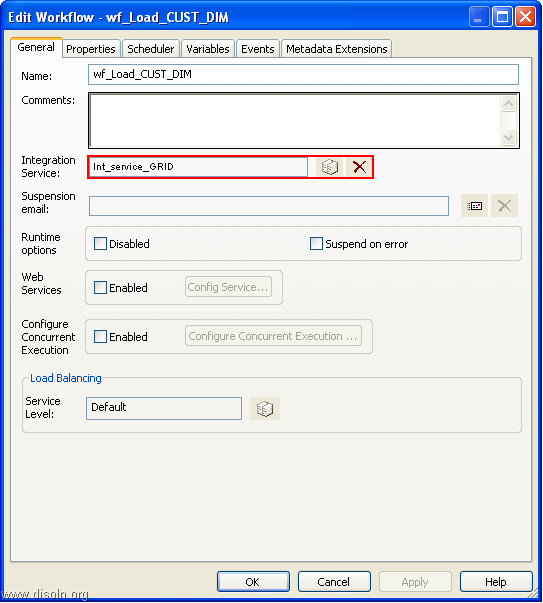 Edit Workflow - wf_Load_CUST_DIM
General Properties Scheduler Variables Events Metadata Extensions
Name: wf_Load_CUST_DIM
Comments:
Integration
Service:
Int_service_GRID
Suspension
email:
Runtime
options
Disabled
Suspend on error
Web
Services
Enabled
Config Service...
Configure
Concurrent
Execution
Enabled
Configure Concurrent Execution ...
Load Balancing
Service
Level:
Default
OK Cancel Apply Help
www.disoln.org